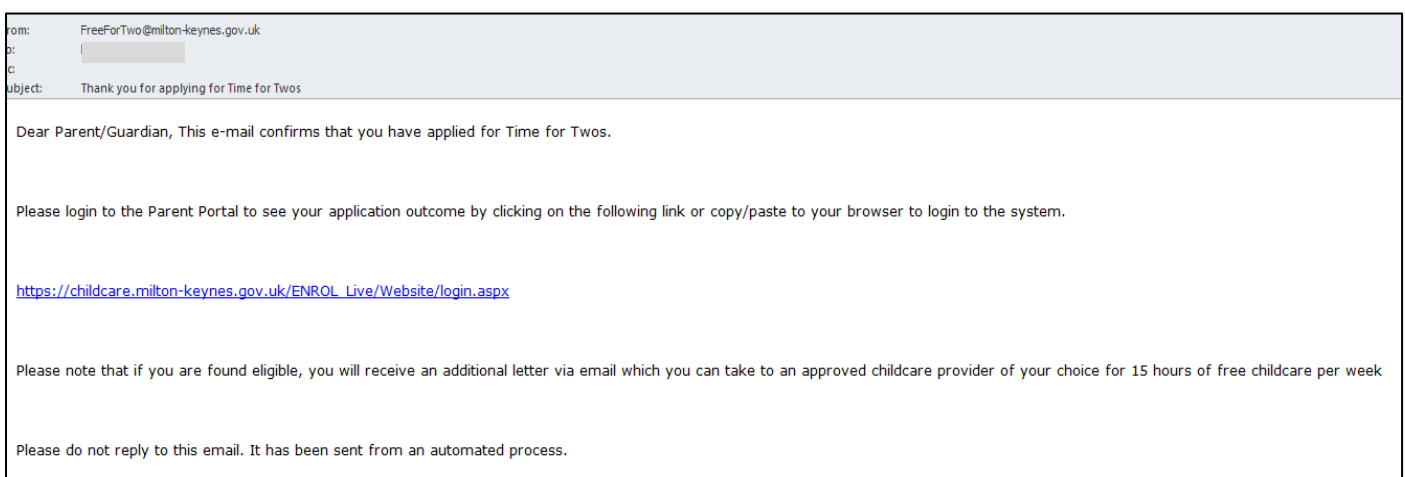 rom: FreeForTwo@milton-keynes.gov.uk
o:
c:
ubject: Thank you for applying for Time for Twos
Dear Parent/Guardian, This e-mail confirms that you have applied for Time for Twos.
Please login to the Parent Portal to see your application outcome by clicking on the following link or copy/paste to your browser to login to the system.
https://childcare.milton-keynes.gov.uk/ENROL_Live/Website/login.aspx
Please note that if you are found eligible, you will receive an additional letter via email which you can take to an approved childcare provider of your choice for 15 hours of free childcare per week
Please do not reply to this email. It has been sent from an automated process.